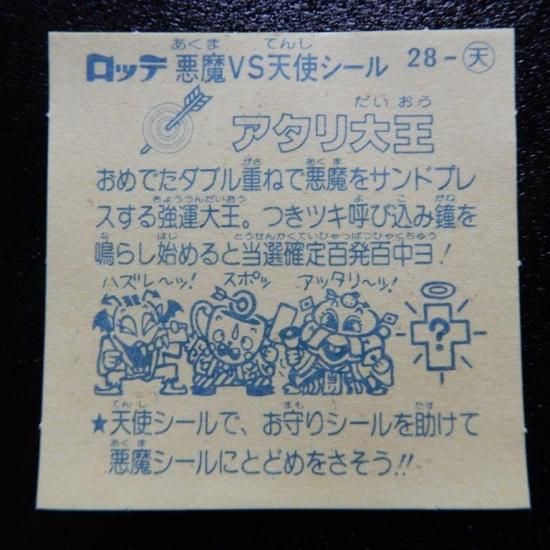 ロッテ 悪魔VS天使シール 28-天
アタリ大王
おめでたダブル重ねで悪魔をサンドプレ
スする強運大王。つきツキ呼び込み鐘を
鳴らし始めると当選確定百発百中ヨ!
ハズレ〜ッ! スポッ アッタリ〜ッ!
?
★天使シールで、お守りシールを助けて
悪魔シールにとどめをさそう!!